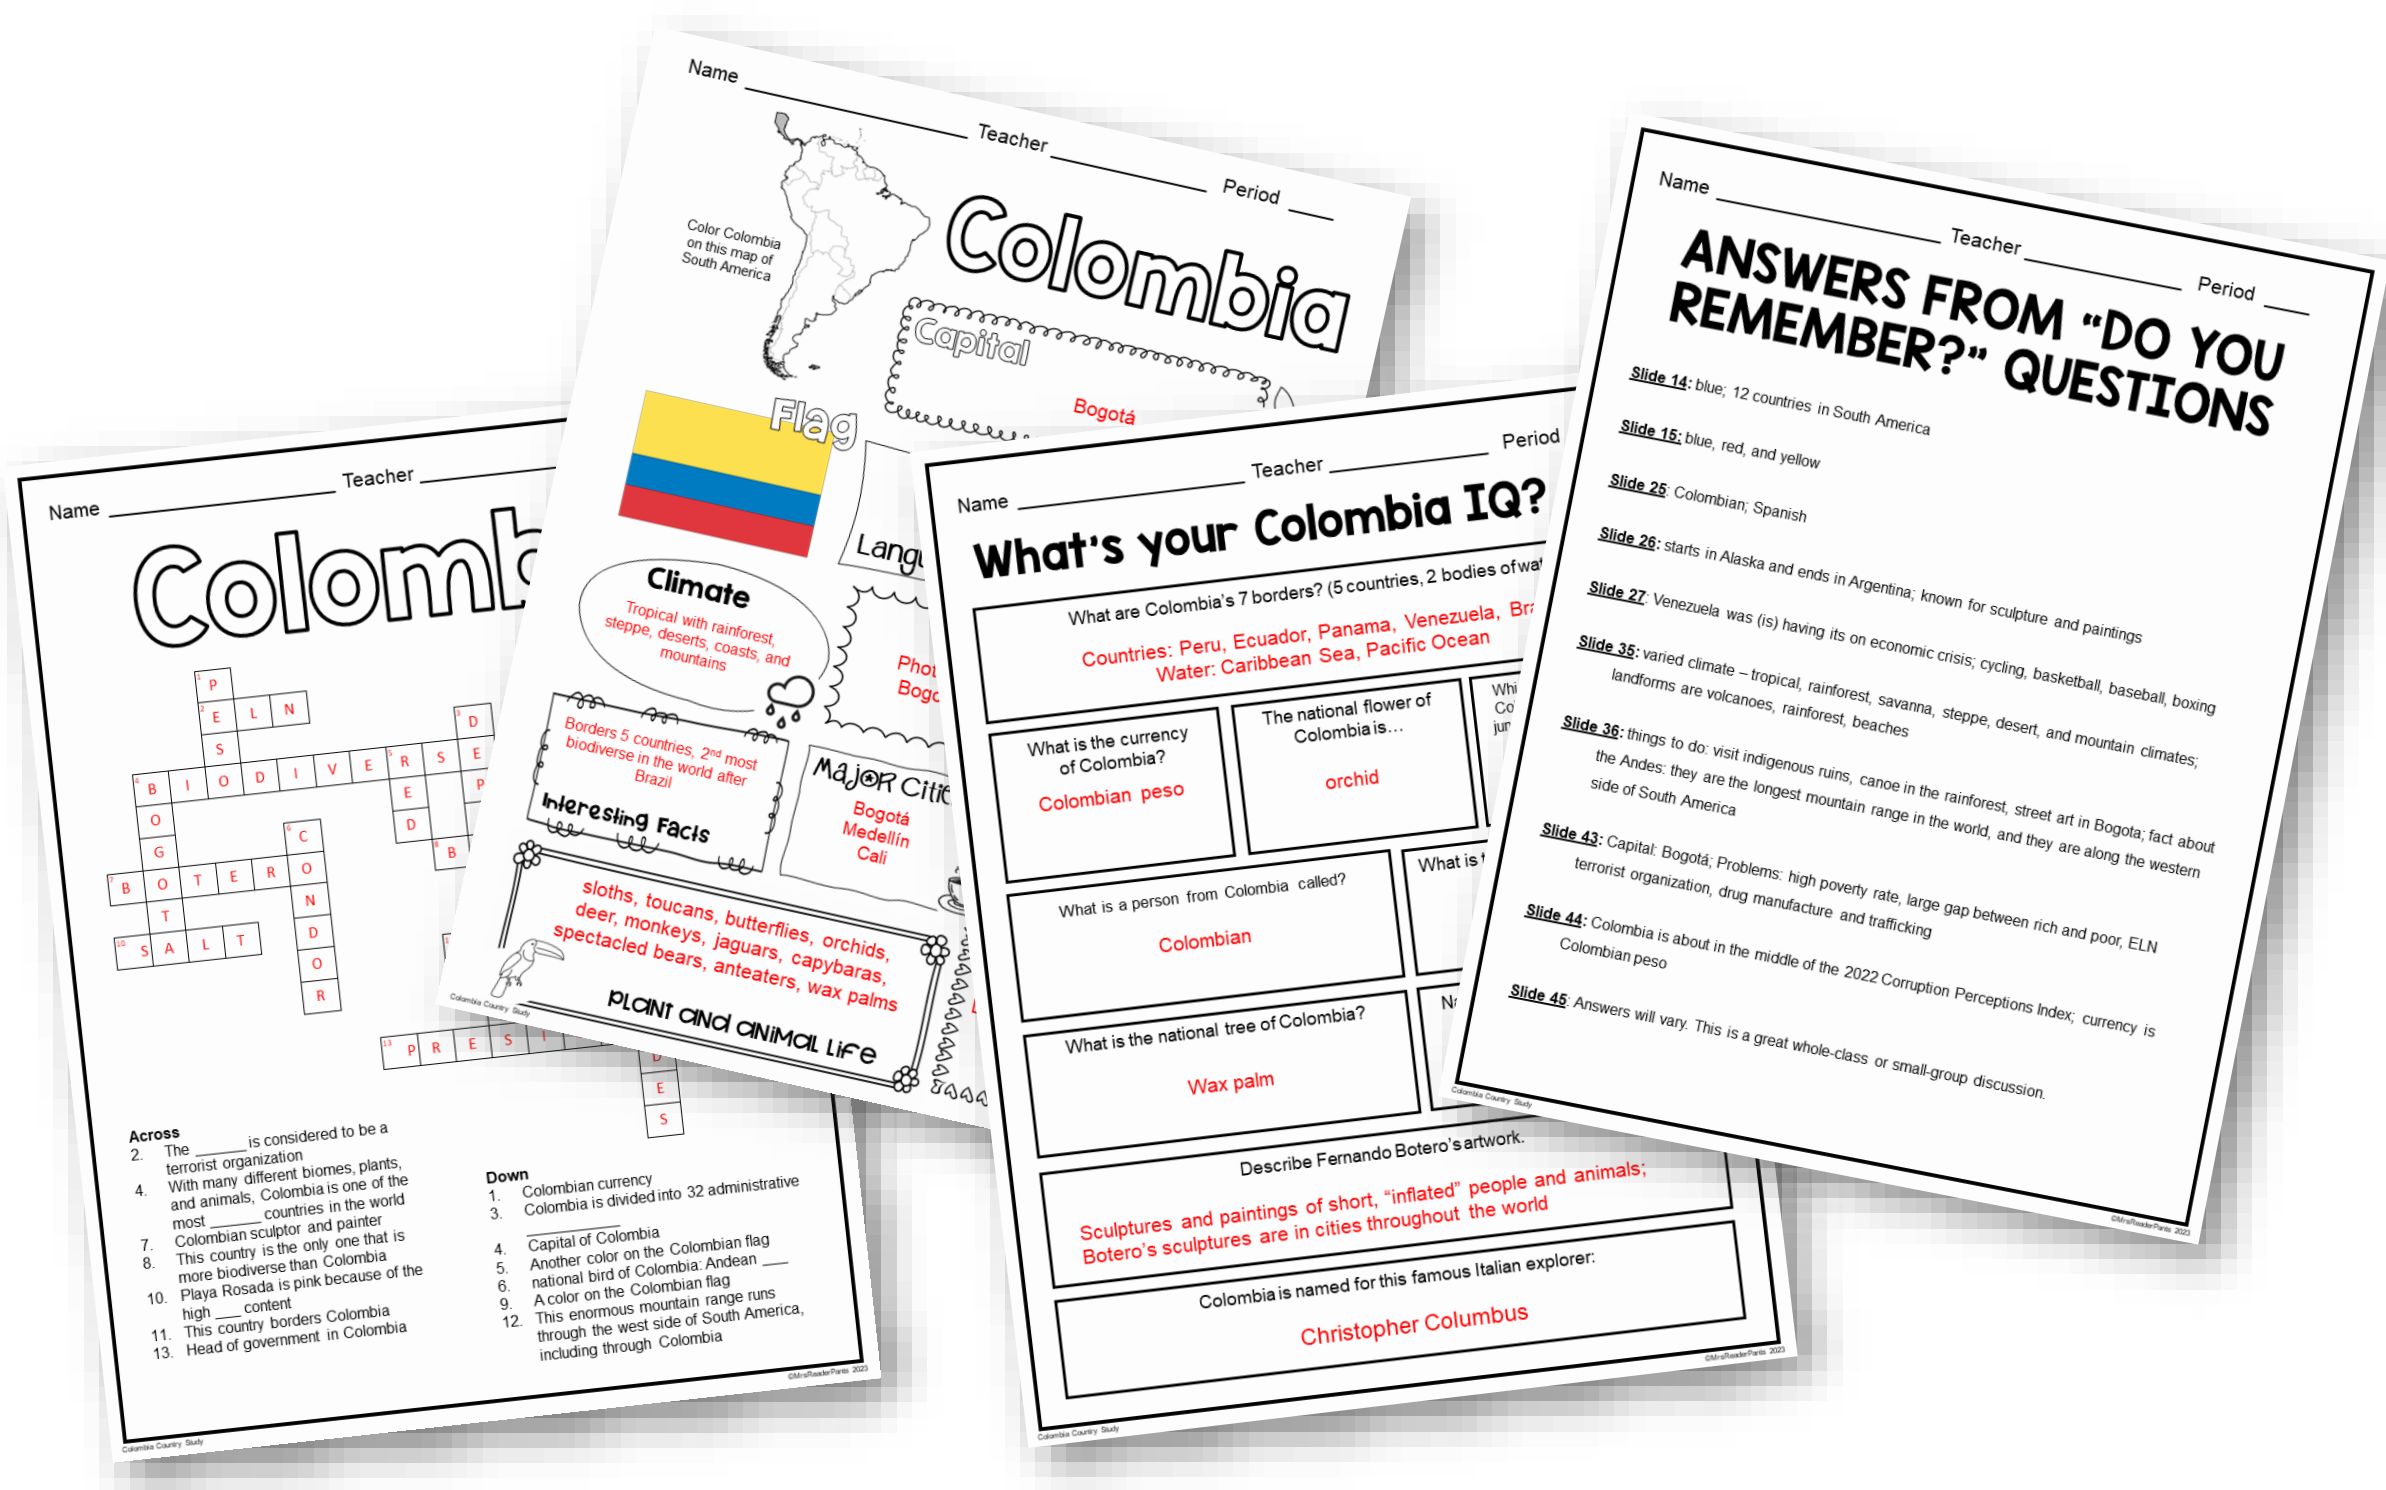 Name
Teacher
Colomb
P
E L N
S
D
B I O D I V E R S E
O
E
P
G
D
C
B
B O T E R O
T
N
S A L T
D
O
R
P R E S I
D
E
S
Across
2. The ______ is considered to be a
terrorist organization
4. With many different biomes, plants,
and animals, Colombia is one of the
most ______ countries in the world
7. Colombian sculptor and painter
8. This country is the only one that is
more biodiverse than Colombia
10. Playa Rosada is pink because of the
high ___ content
11. This country borders Colombia
13. Head of government in Colombia
Down
1. Colombian currency
3. Colombia is divided into 32 administrative
___________
4. Capital of Colombia
5. Another color on the Colombian flag
6. national bird of Colombia: Andean ___
9. A color on the Colombian flag
12. This enormous mountain range runs
through the west side of South America,
including through Colombia
Colombia Country Study
©MrsReaderPants 2023
Name
Teacher
Period
Color Colombia
on this map of
South America
Colombia
Capital
Bogotá
Flag
Climate
Tropical with rainforest,
steppe, deserts, coasts, and
mountains
Borders 5 countries, 2nd most
biodiverse in the world after
Brazil
Interesting Facts
Major Citie
Bogotá
Medellín
Cali
sloths, toucans, butterflies, orchids,
deer, monkeys, jaguars, capybaras,
spectacled bears, anteaters, wax palms
Plant and Animal Life
Colombia Country Study
Name
Teacher
Period
What's your Colombia IQ?
What are Colombia's 7 borders? (5 countries, 2 bodies of wat
Countries: Peru, Ecuador, Panama, Venezuela, Bra
Water: Caribbean Sea, Pacific Ocean
What is the currency
of Colombia?
Colombian peso
The national flower of
Colombia is…
orchid
What is a person from Colombia called?
Colombian
What is
What is the national tree of Colombia?
Wax palm
Describe Fernando Botero's artwork.
Sculptures and paintings of short, “inflated” people and animals;
Botero's sculptures are in cities throughout the world
Colombia is named for this famous Italian explorer:
Christopher Columbus
Colombia Country Study
©MrsReaderPants 2023
Name
Teacher
Period
ANSWERS FROM “DO YOU
REMEMBER?” QUESTIONS
Slide 14: blue; 12 countries in South America
Slide 15: blue, red, and yellow
Slide 25: Colombian; Spanish
Slide 26: starts in Alaska and ends in Argentina; known for sculpture and paintings
Slide 27: Venezuela was (is) having its on economic crisis; cycling, basketball, baseball, boxing
Slide 35: varied climate – tropical, rainforest, savanna, steppe, desert, and mountain climates;
landforms are volcanoes, rainforest, beaches
Slide 36: things to do: visit indigenous ruins, canoe in the rainforest, street art in Bogota; fact about
the Andes: they are the longest mountain range in the world, and they are along the western
side of South America
Slide 43: Capital: Bogotá; Problems: high poverty rate, large gap between rich and poor, ELN
terrorist organization, drug manufacture and trafficking
Slide 44: Colombia is about in the middle of the 2022 Corruption Perceptions Index; currency is
Colombian peso
Slide 45: Answers will vary. This is a great whole-class or small-group discussion.
Colombia Country Study
©MrsReaderPants 2023